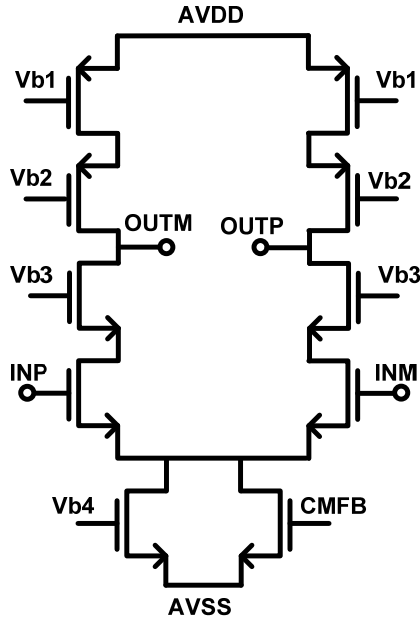 AVDD
Vb1 Vb1
Vb2 Vb2
OUTM OUTP
Vb3 Vb3
INP INM
Vb4 CMFB
AVSS